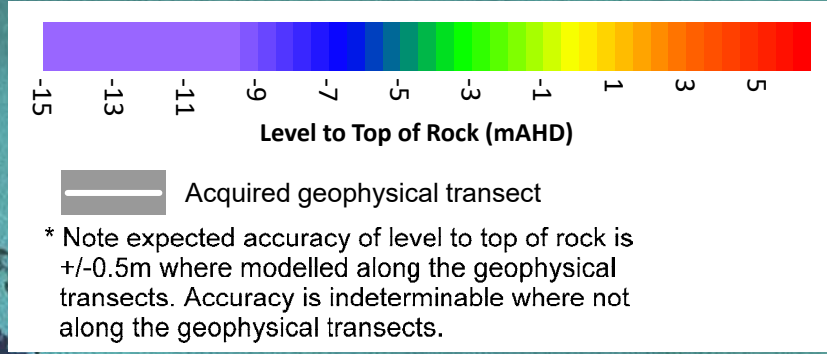 -15 -13 -11 -9 -7 -5 -3 -1 1 3 5
Level to Top of Rock (mAHD)
Acquired geophysical transect
* Note expected accuracy of level to top of rock is
+/-0.5m where modelled along the geophysical
transects. Accuracy is indeterminable where not
along the geophysical transects.